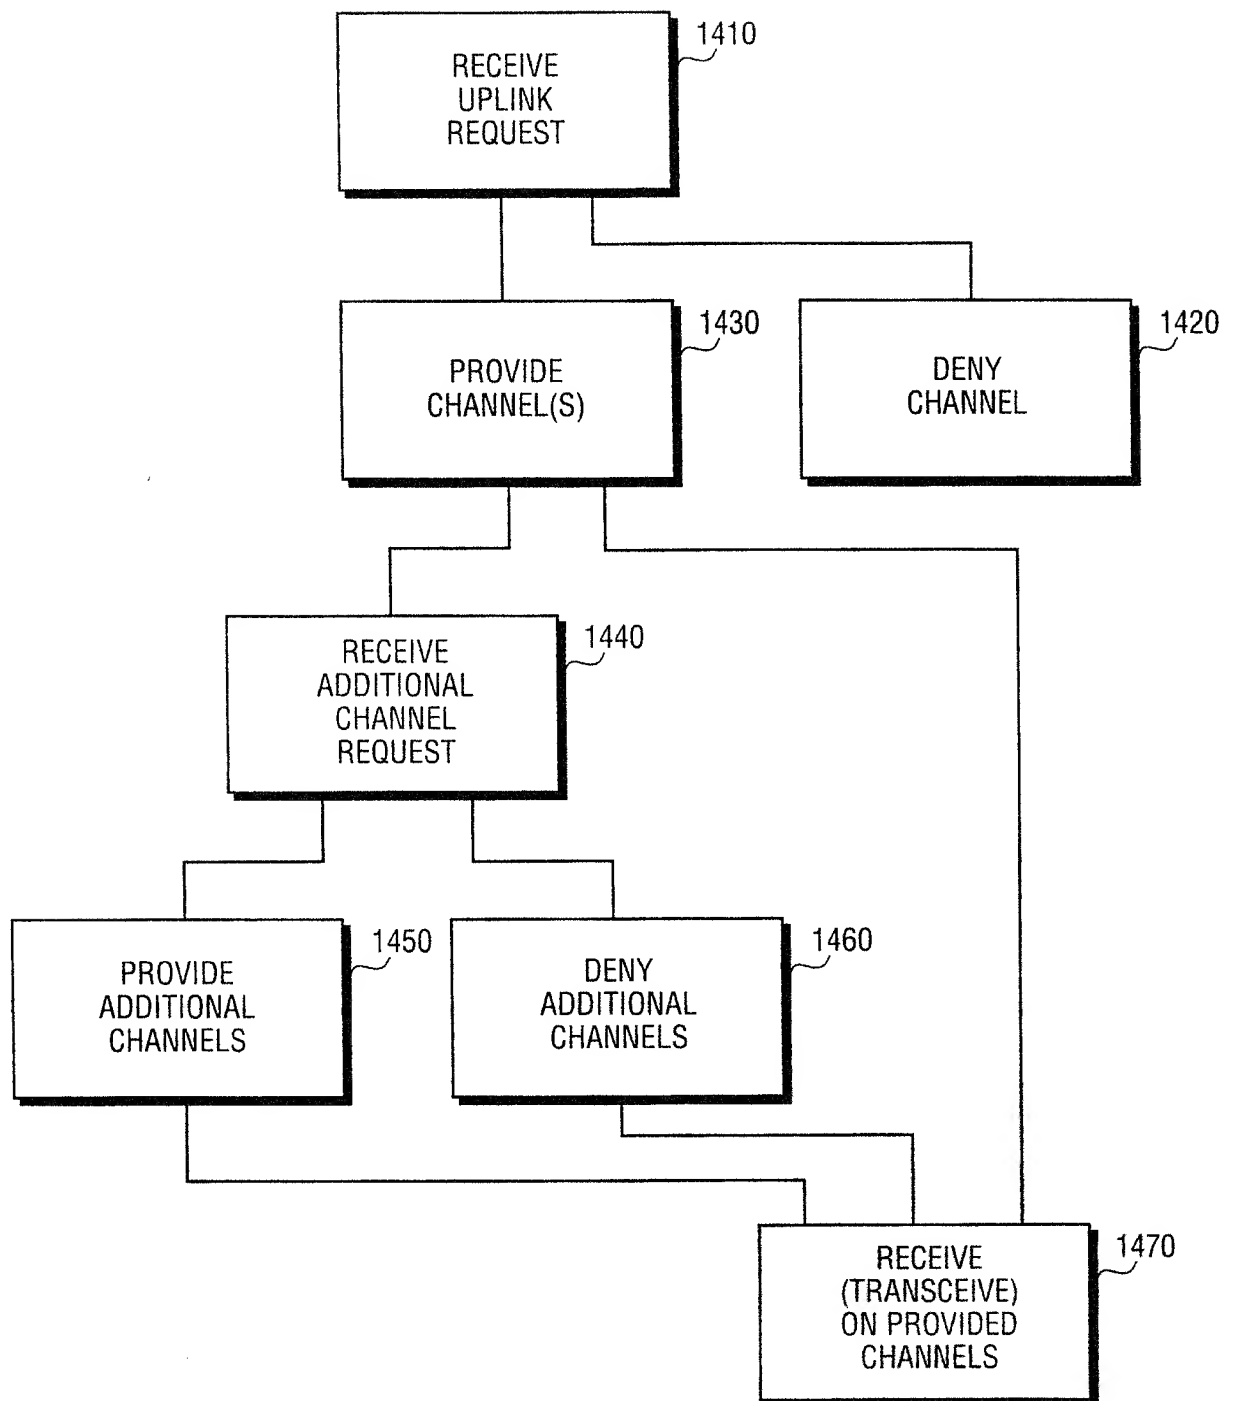 1410
RECEIVE
UPLINK
REQUEST
1430
PROVIDE
CHANNEL(S)
1420
DENY
CHANNEL
1440
RECEIVE
ADDITIONAL
CHANNEL
REQUEST
1450
PROVIDE
ADDITIONAL
CHANNELS
1460
DENY
ADDITIONAL
CHANNELS
1470
RECEIVE
(TRANSCEIVE)
ON PROVIDED
CHANNELS